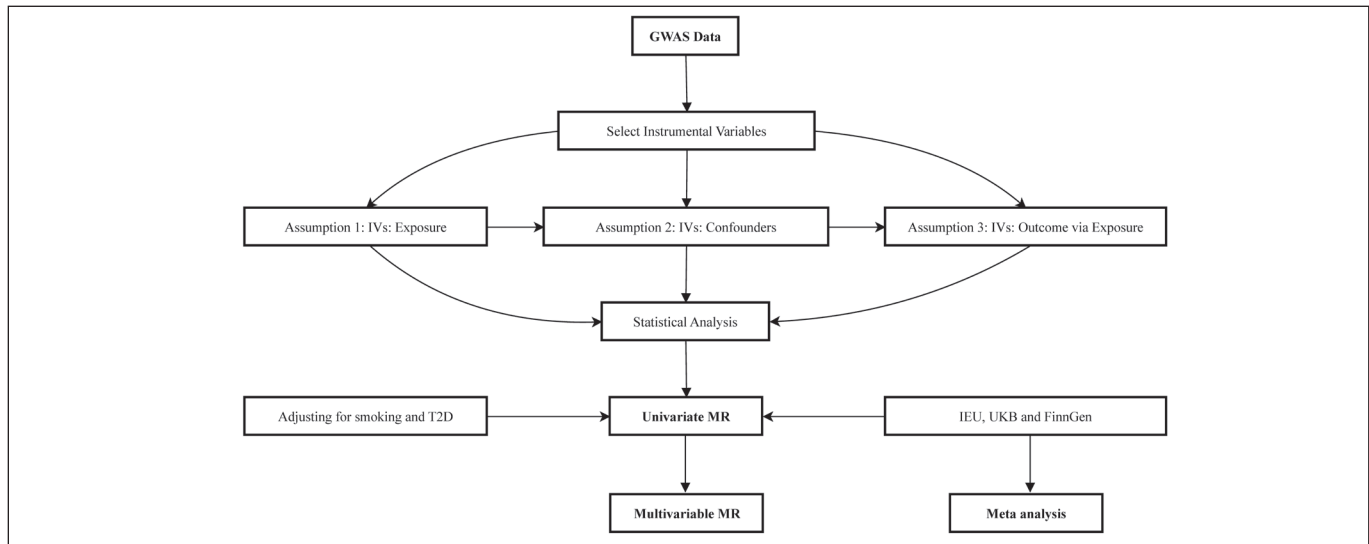 GWAS Data
Select Instrumental Variables
Assumption 1: IVs: Exposure
Assumption 2: IVs: Confounders
Assumption 3: IVs: Outcome via Exposure
Statistical Analysis
Adjusting for smoking and T2D
Univariate MR
IEU, UKB and FinnGen
Multivariable MR
Meta analysis